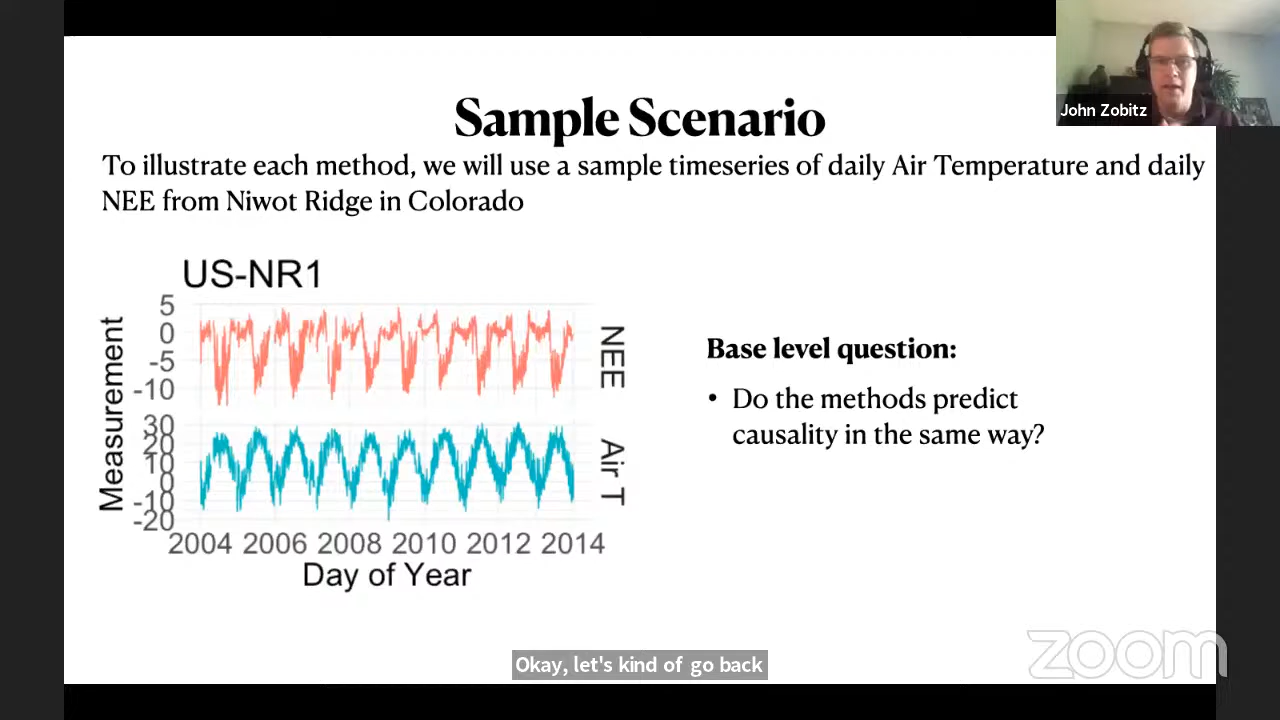 John Zobitz
Sample Scenario
To illustrate each method, we will use a sample timeseries of daily Air Temperature and daily
NEE from Niwot Ridge in Colorado
US-NR1
Measurement
5
0
-5
-10
NEE
30
20
10
0
-10
-20
Air T
2004 2006 2008 2010 2012 2014
Day of Year
Base level question:
• Do the methods predict
causality in the same way?
Okay, let's kind of go back
zoom